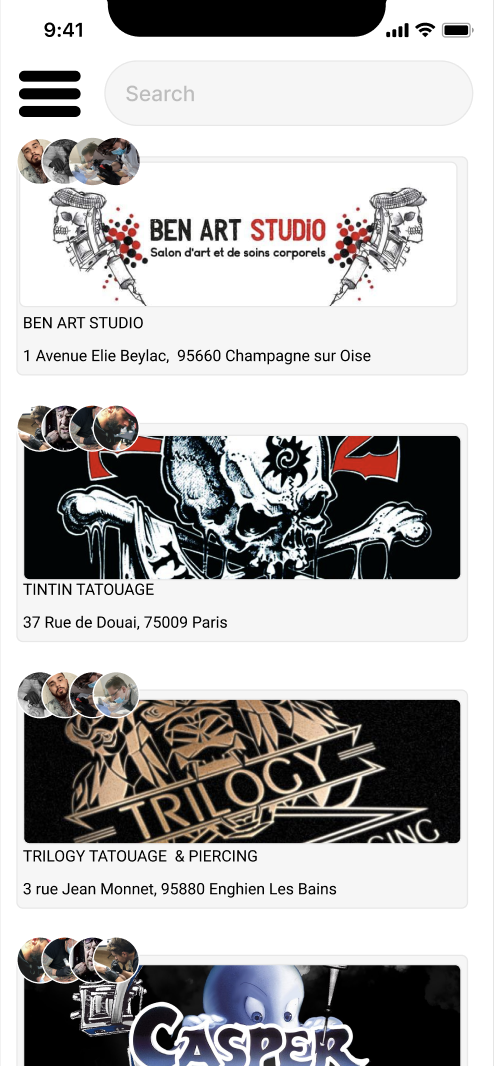 9:41
Search
BEN ART STUDIO
Salon d'art et de soins corporels
BEN ART STUDIO
1 Avenue Elie Beylac,  95660 Champagne sur Oise
TINTIN TATOUAGE
37 Rue de Douai, 75009 Paris
TRILOGY
CING
TRILOGY TATOUAGE  & PIERCING
3 rue Jean Monnet, 95880 Enghien Les Bains
CASPER